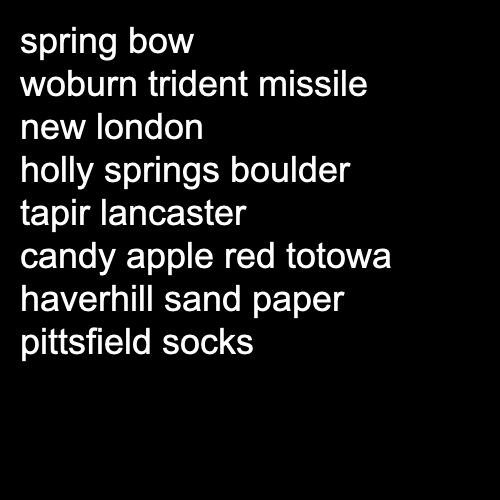 spring bow
woburn trident missile
new london
holly springs boulder
tapir lancaster
candy apple red totowa
haverhill sand paper
pittsfield socks